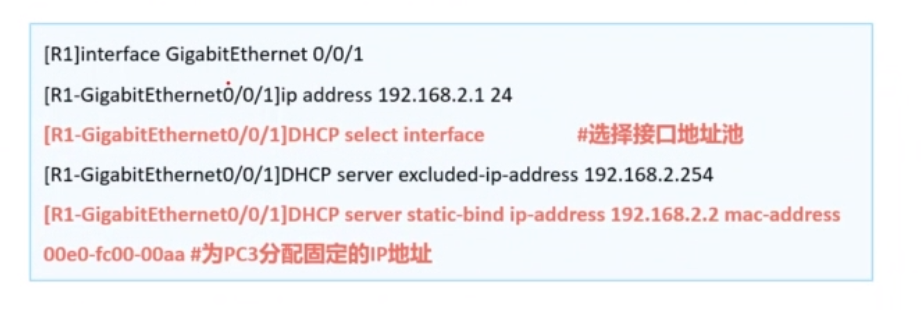 [R1]interface GigabitEthernet 0/0/1
[R1-GigabitEthernet0/0/1]ip address 192.168.2.1 24
[R1-GigabitEthernet0/0/1]DHCP select interface #选择接口地址池
[R1-GigabitEthernet0/0/1]DHCP server excluded-ip-address 192.168.2.254
[R1-GigabitEthernet0/0/1]DHCP server static-bind ip-address 192.168.2.2 mac-address
00e0-fc00-00aa #为PC3分配固定的IP地址